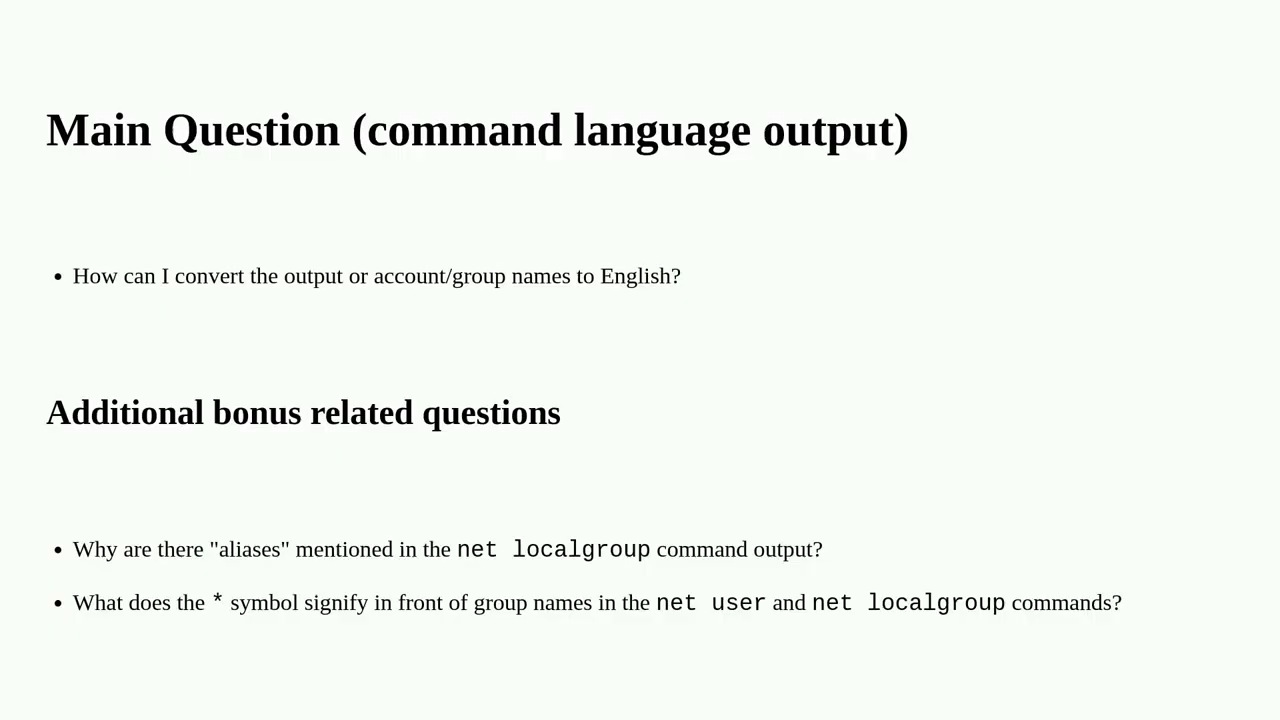 Main Question (command language output)
• How can I convert the output or account/group names to English?
Additional bonus related questions
• Why are there "aliases" mentioned in the net localgroup command output?
• What does the * symbol signify in front of group names in the net user and net localgroup commands?